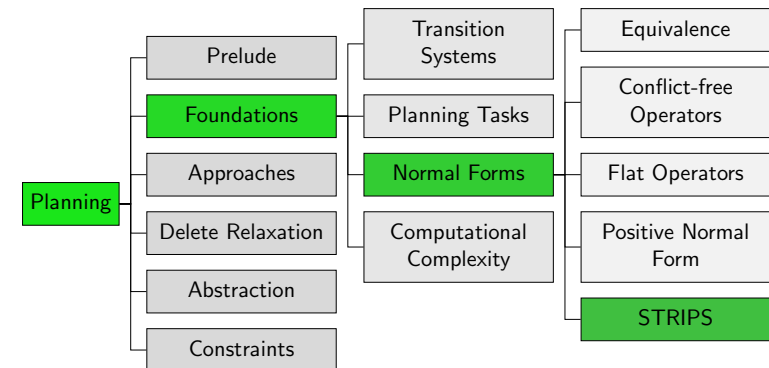 Planning
Prelude
Foundations
Approaches
Delete Relaxation
Abstraction
Constraints
Transition
Systems
Planning Tasks
Normal Forms
Computational
Complexity
Equivalence
Conflict-free
Operators
Flat Operators
Positive Normal
Form
STRIPS